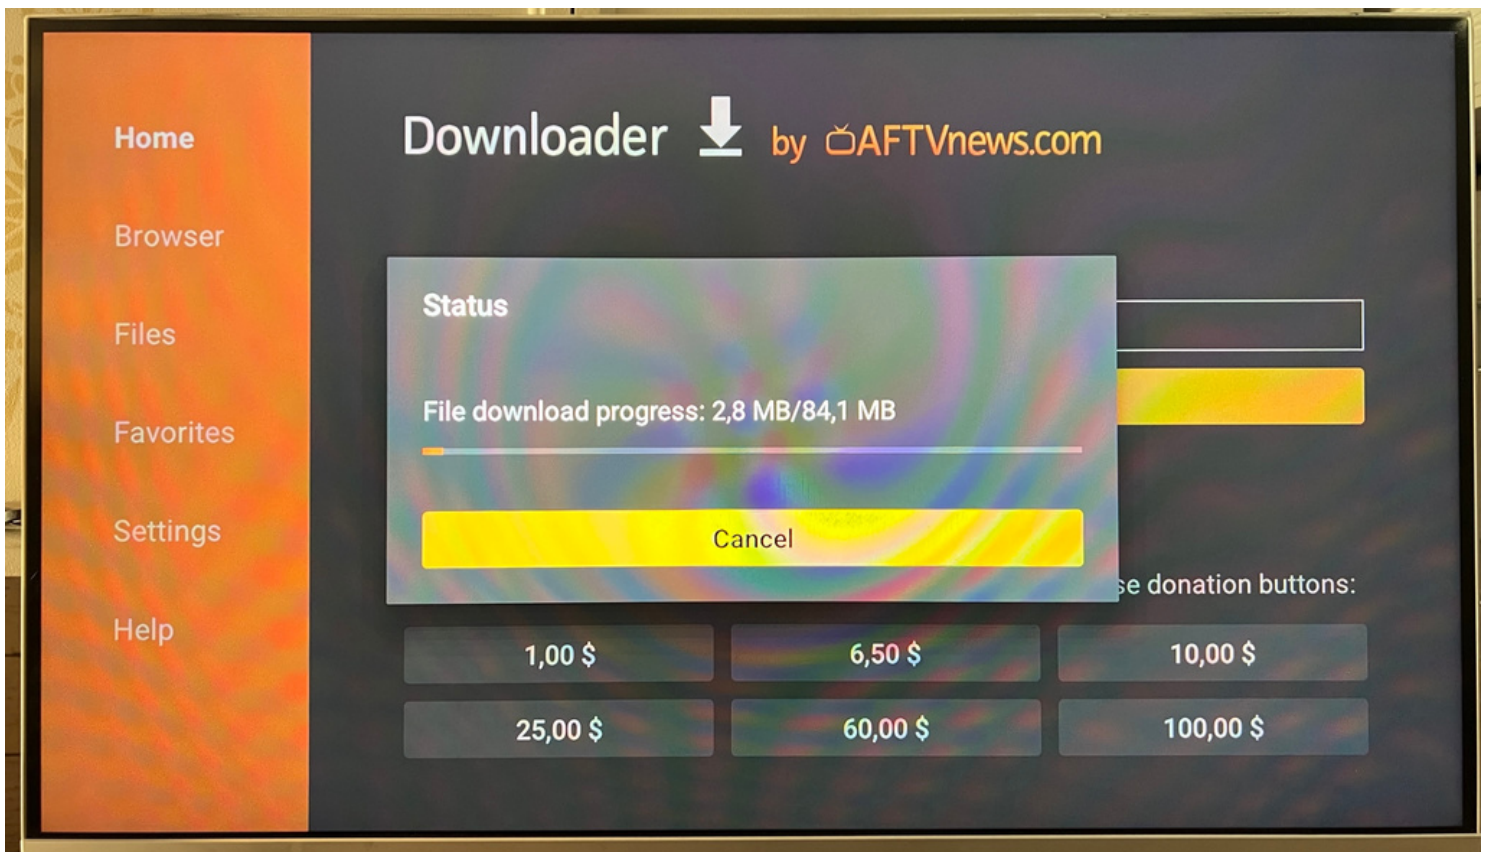 Downloader by AFTVnews.com
Home
Browser
Files
Favorites
Settings
Help
Status
File download progress: 2,8 MB/84,1 MB
Cancel
donation buttons:
1,00 $
6,50 $
10,00 $
25,00 $
60,00 $
100,00 $